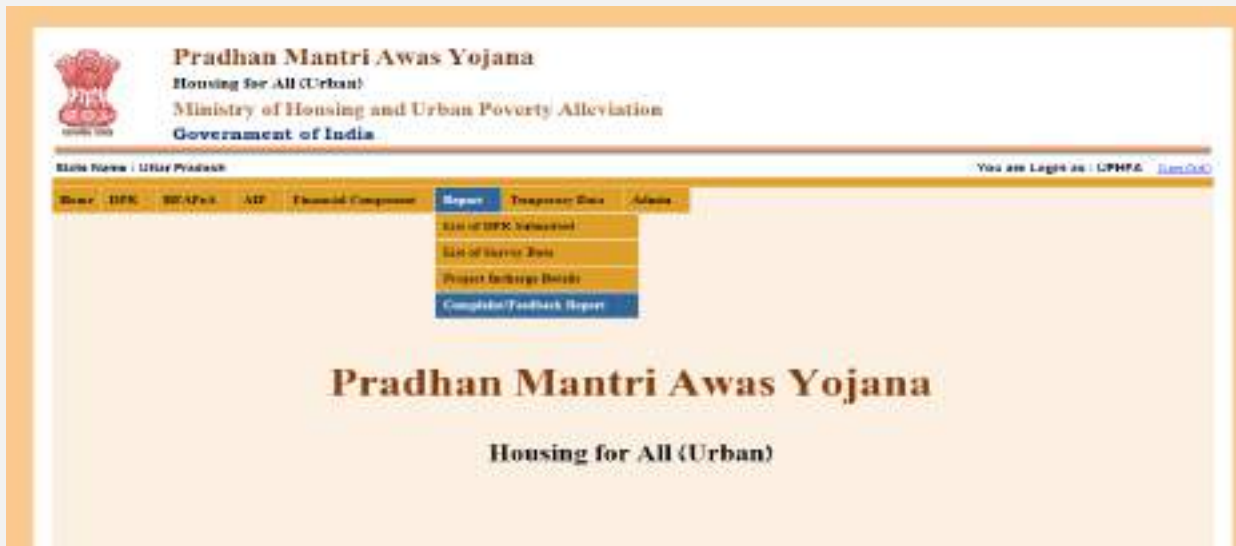 Pradhan Mantri Awas Yojana
Housing for All (Urban)
Ministry of Housing and Urban Poverty Alleviation
Government of India
State Name : Uttar Pradesh You are Login as : UPHFA
Home DPR HFAPoA AIP Financial Component Report Temporary Data Admin
List of DPR Submitted
List of Survey Data
Project Incharge Details
Complaint/Feedback Report
Pradhan Mantri Awas Yojana
Housing for All (Urban)